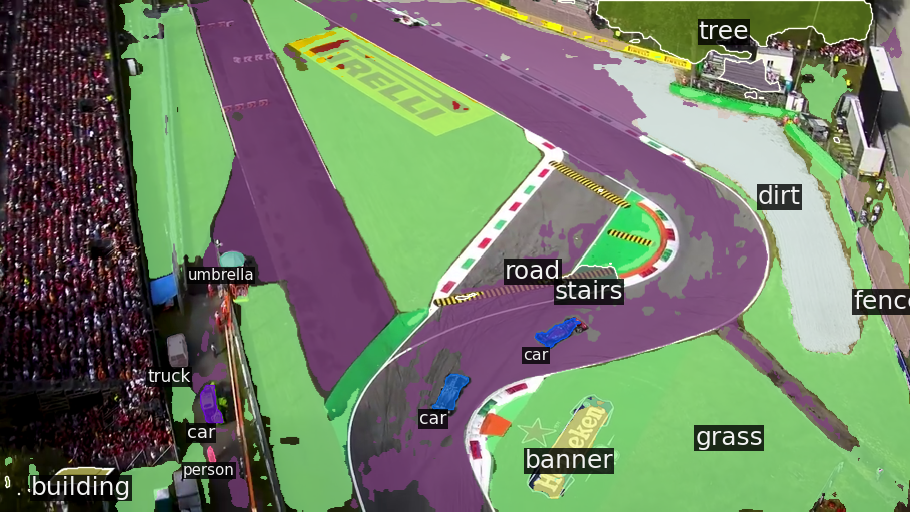 tree
PIRELLI
dirt
umbrella
road
stairs
fence
car
truck
car
car
grass
Heineken
banner
person
building